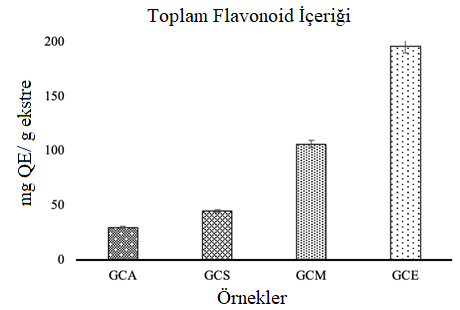 Toplam Flavonoid İçeriği
mg QE/ g ekstre
200
150
100
50
0
GCA GCS GCM GCE
Örnekler